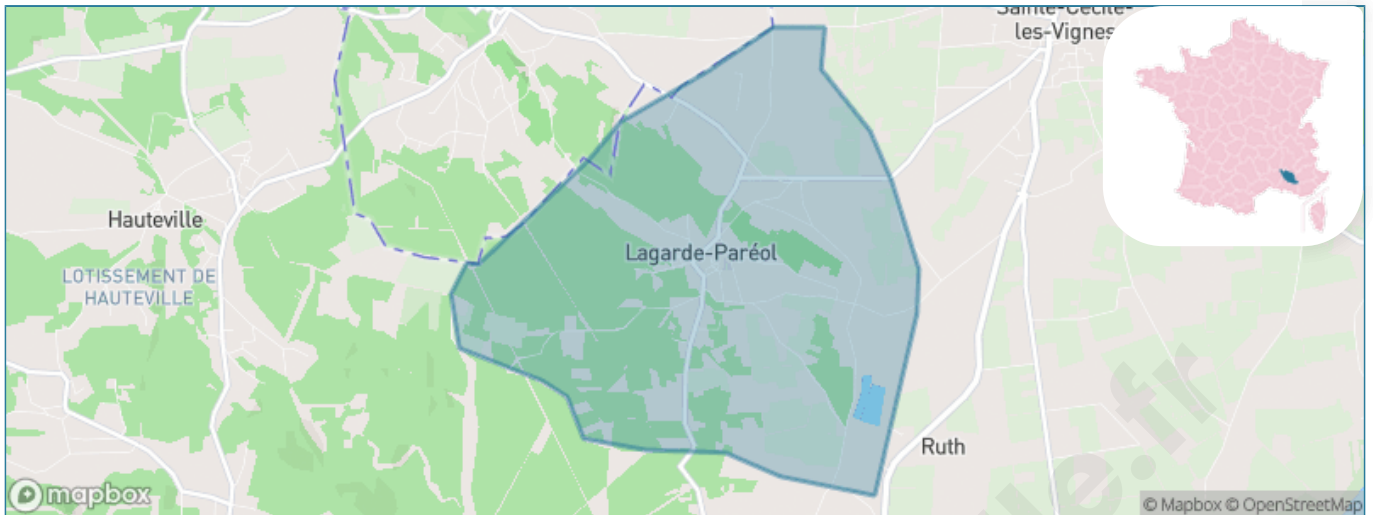 Sainte-Cécile-
les-Vignes
Hauteville
LOTISSEMENT DE
HAUTEVILLE
Lagarde-Paréol
Ruth
mapbox
© Mapbox © OpenStreetMap